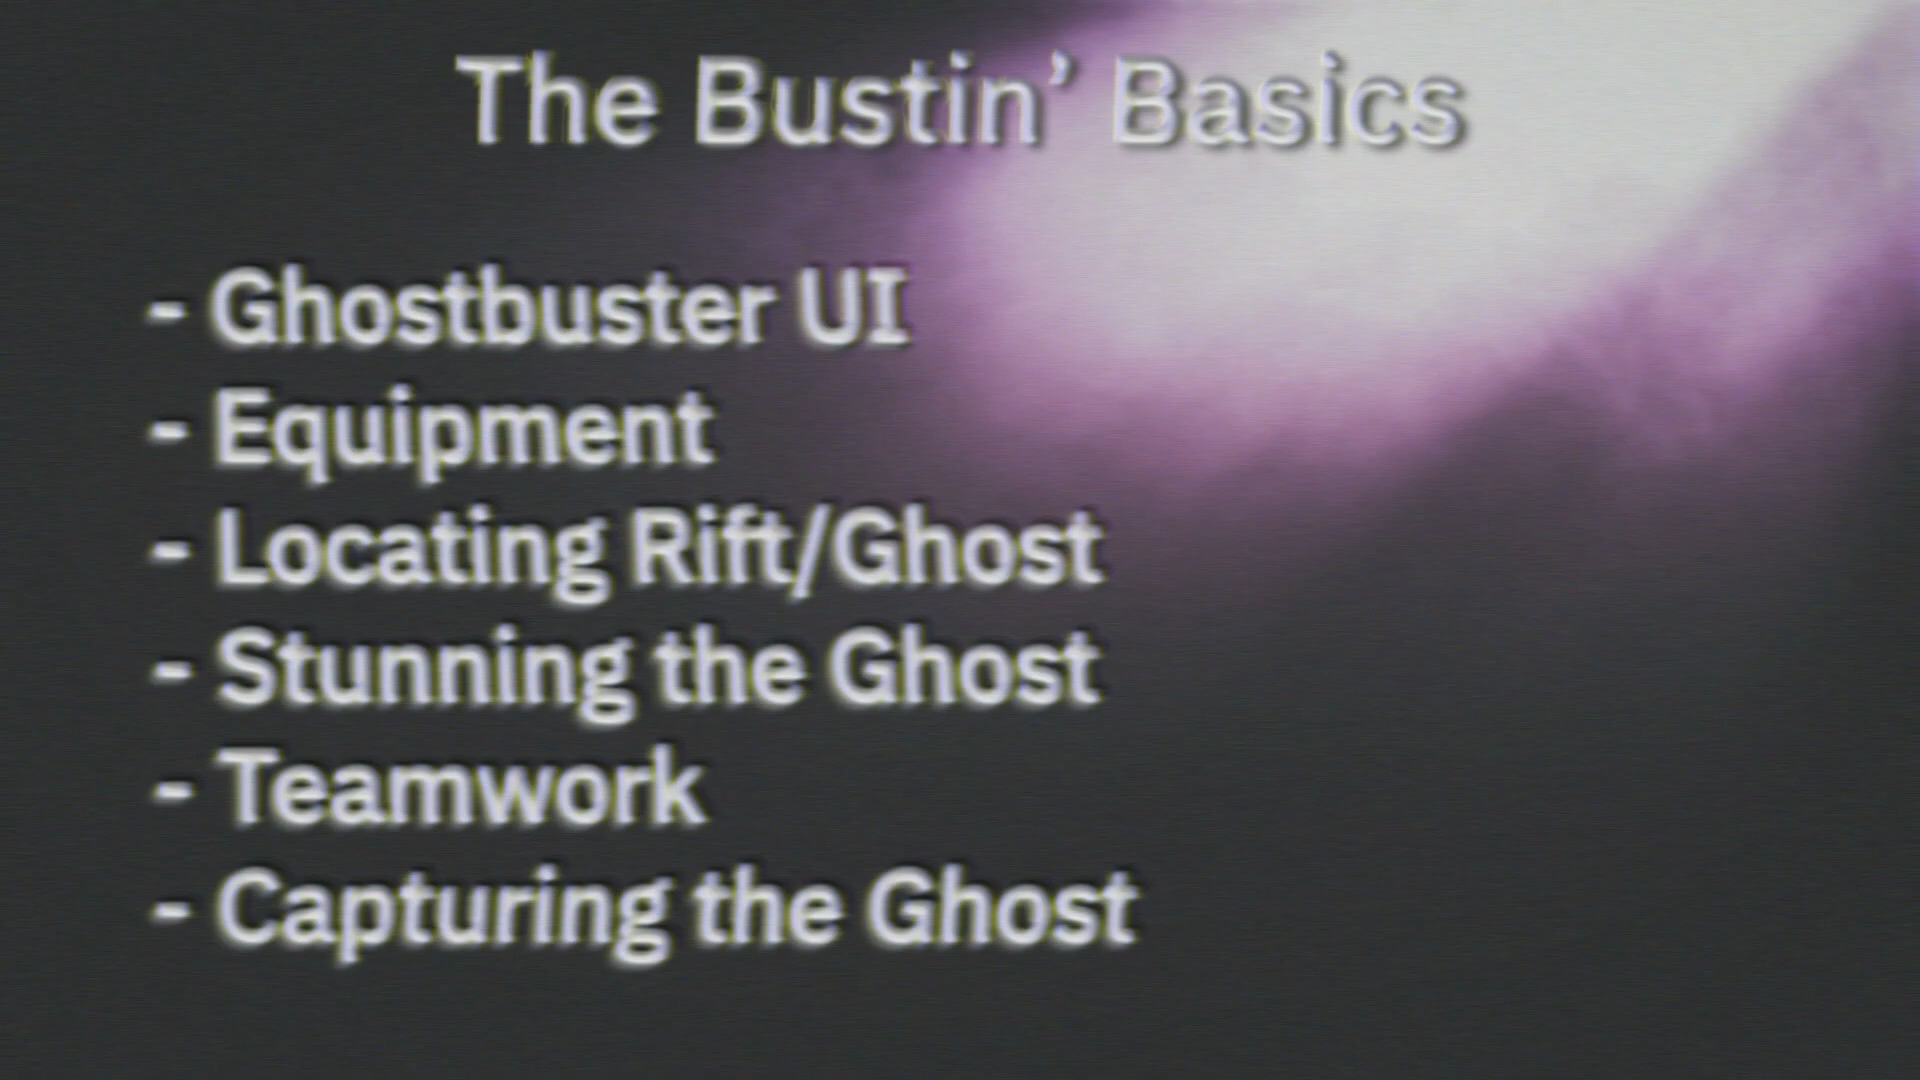 The Bustin’ Basics
- Ghostbuster UI
- Equipment
- Locating Rift/Ghost
- Stunning the Ghost
- Teamwork
- Capturing the Ghost